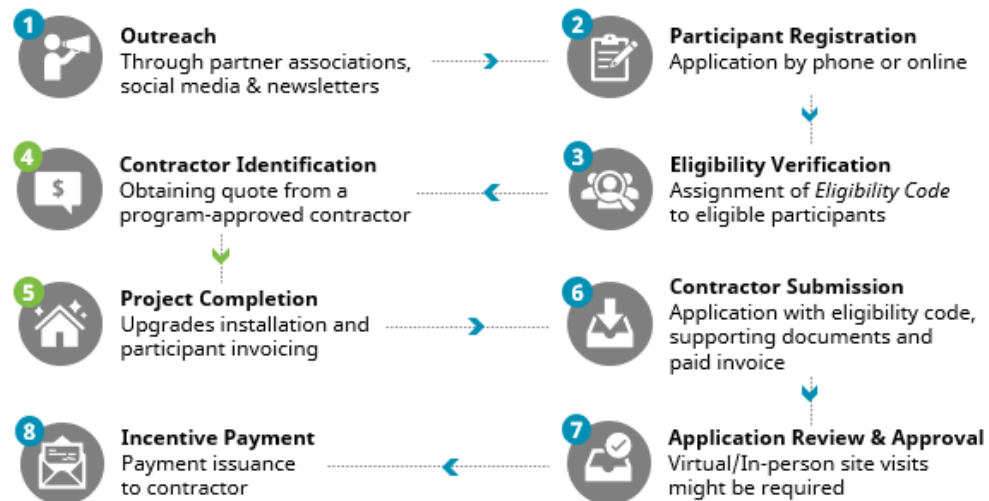 1
Outreach
Through partner associations,
social media & newsletters
2
Participant Registration
Application by phone or online
3
Eligibility Verification
Assignment of Eligibility Code
to eligible participants
4
$
Contractor Identification
Obtaining quote from a
program-approved contractor
5
Project Completion
Upgrades installation and
participant invoicing
6
Contractor Submission
Application with eligibility code,
supporting documents and
paid invoice
7
Application Review & Approval
Virtual/In-person site visits
might be required
8
Incentive Payment
Payment issuance
to contractor